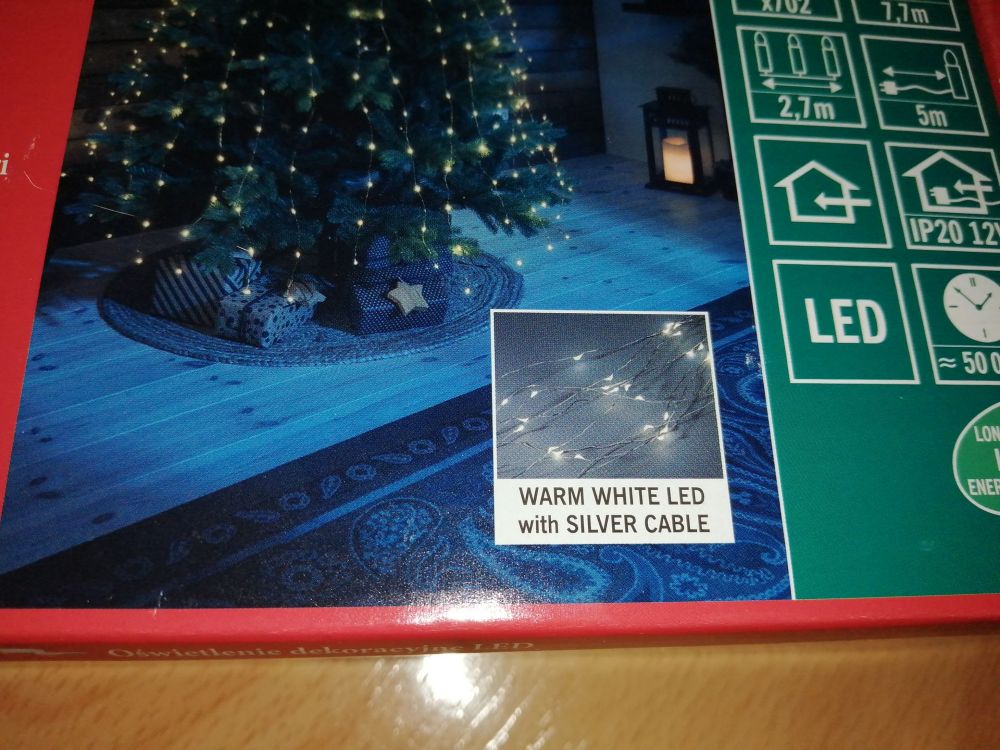 x702
7,7m
2,7m
5m
IP20 12V
LED
≈ 50 0
WARM WHITE LED
with SILVER CABLE
Oświetlenie dekoracyjne LED